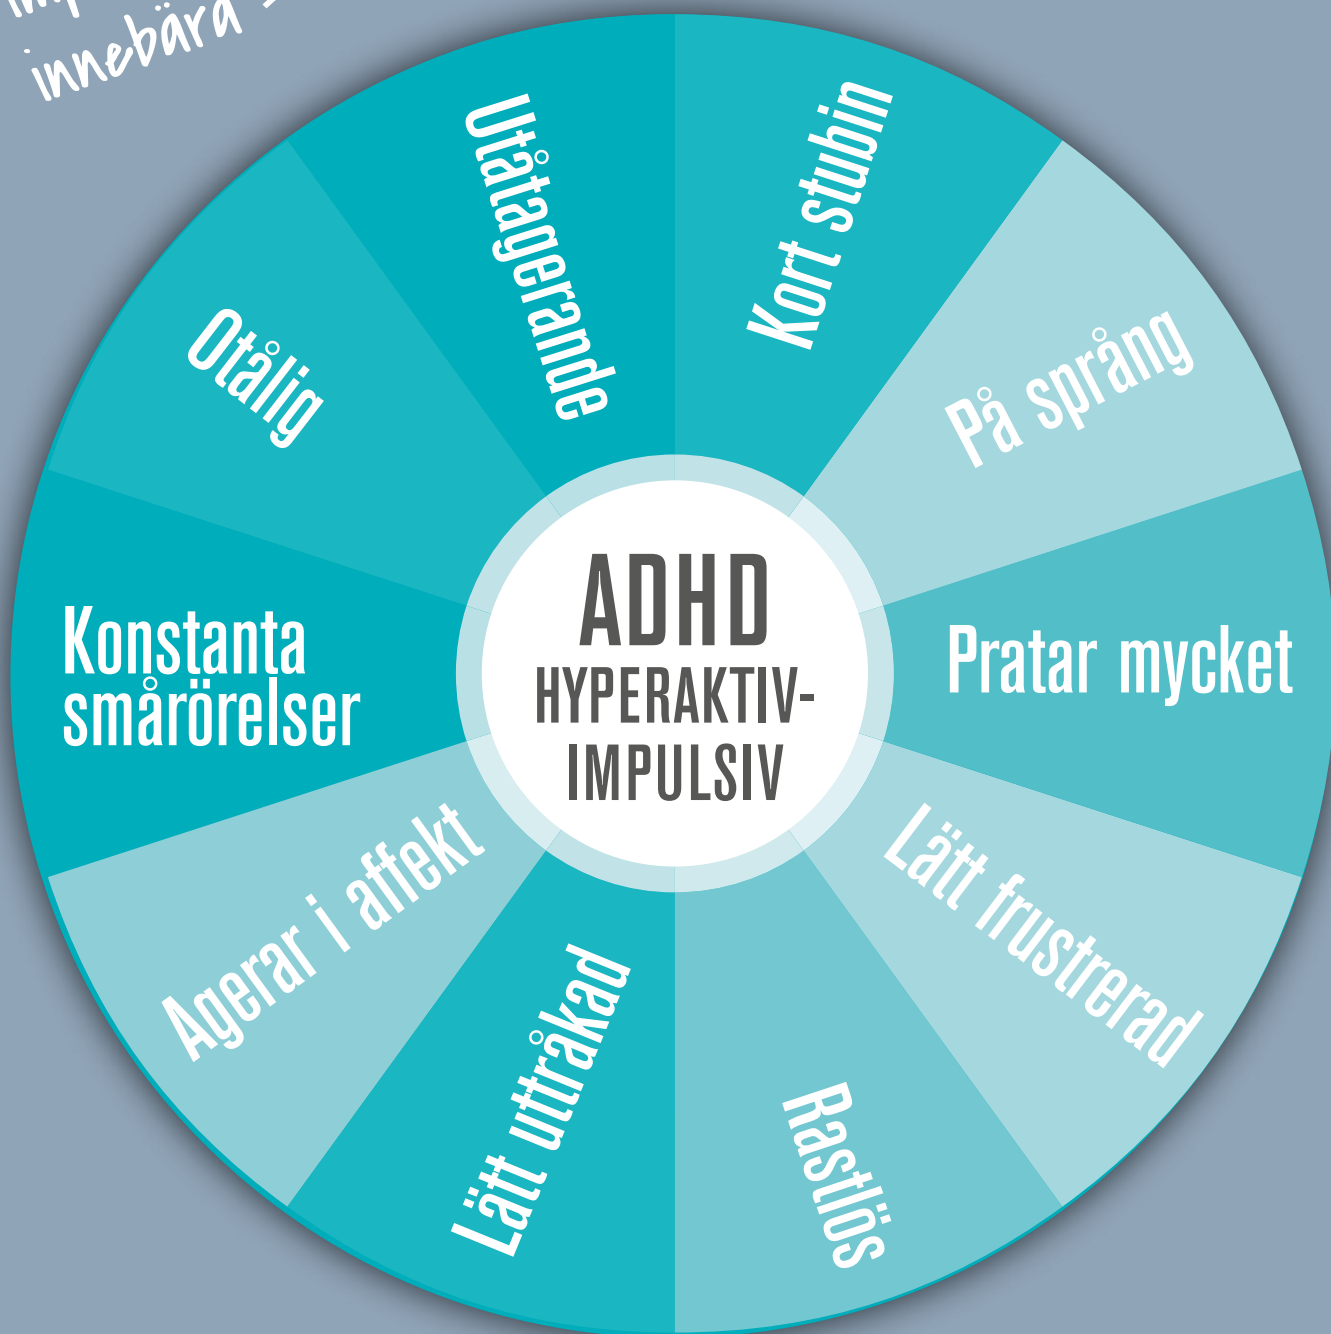 innebära
Utåtagerande
Kort stubin
På språng
Pratar mycket
Lätt frustrerad
Rastlös
Lätt uttråkad
Agerar i affekt
Konstanta
smårörelser
Otålig
ADHD
HYPERAKTIV-
IMPULSIV